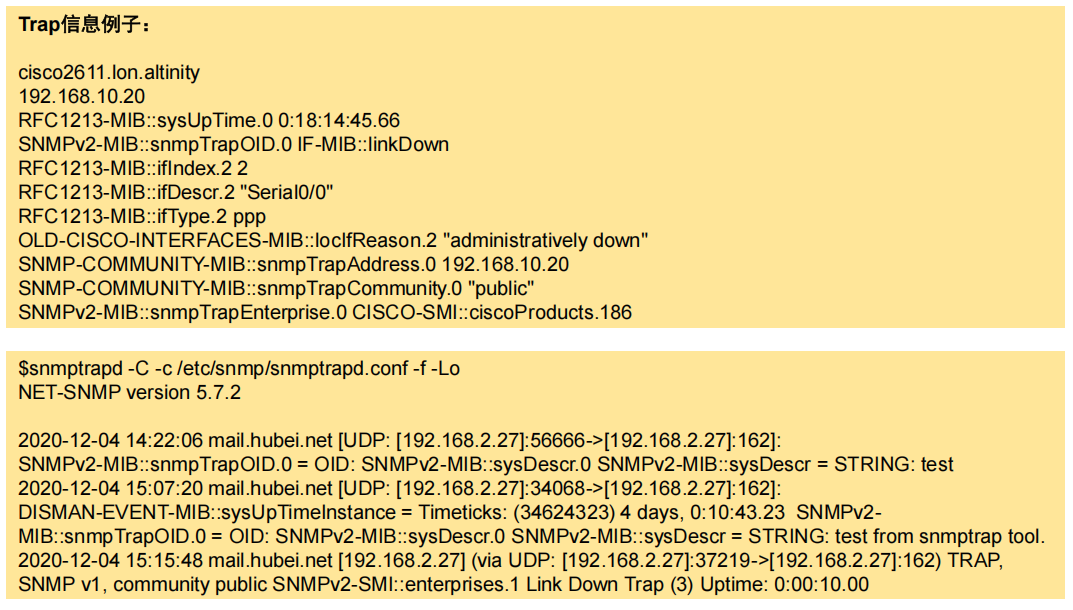 Trap信息例子：
cisco2611.lon.altinity
192.168.10.20
RFC1213-MIB::sysUpTime.0 0:18:14:45.66
SNMPv2-MIB::snmpTrapOID.0 IF-MIB::linkDown
RFC1213-MIB::ifIndex.2 2
RFC1213-MIB::ifDescr.2 "Serial0/0"
RFC1213-MIB::ifType.2 ppp
OLD-CISCO-INTERFACES-MIB::locIfReason.2 "administratively down"
SNMP-COMMUNITY-MIB::snmpTrapAddress.0 192.168.10.20
SNMP-COMMUNITY-MIB::snmpTrapCommunity.0 "public"
SNMPv2-MIB::snmpTrapEnterprise.0 CISCO-SMI::ciscoProducts.186
$snmptrapd -C -c /etc/snmp/snmptrapd.conf -f -Lo
NET-SNMP version 5.7.2
2020-12-04 14:22:06 mail.hubei.net [UDP: [192.168.2.27]:56666->[192.168.2.27]:162]:
SNMPv2-MIB::snmpTrapOID.0 = OID: SNMPv2-MIB::sysDescr.0 SNMPv2-MIB::sysDescr = STRING: test
2020-12-04 15:07:20 mail.hubei.net [UDP: [192.168.2.27]:34068->[192.168.2.27]:162]:
DISMAN-EVENT-MIB::sysUpTimeInstance = Timeticks: (34624323) 4 days, 0:10:43.23  SNMPv2-
MIB::snmpTrapOID.0 = OID: SNMPv2-MIB::sysDescr.0 SNMPv2-MIB::sysDescr = STRING: test from snmptrap tool.
2020-12-04 15:15:48 mail.hubei.net [192.168.2.27] (via UDP: [192.168.2.27]:37219->[192.168.2.27]:162) TRAP,
SNMP v1, community public SNMPv2-SMI::enterprises.1 Link Down Trap (3) Uptime: 0:00:10.00